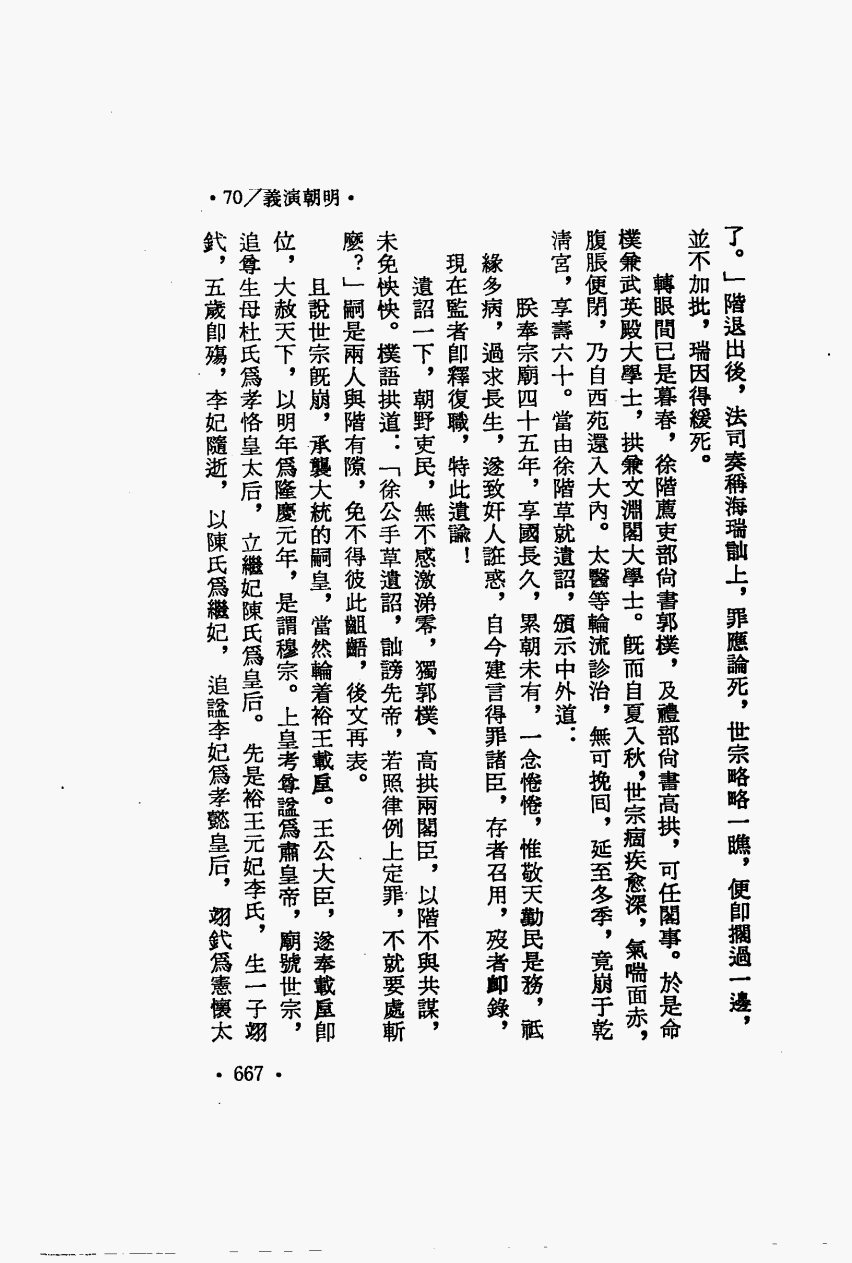 •70/義演朝明•
了。」階退出後，法司奏稱海瑞訕上，罪應論死，世宗略略一瞧，便卽擱過一邊，
並不加批，瑞因得緩死。
轉眼間已是暮春，徐階薦吏部尙書郭樸，及禮部尙書高拱，可任閣事。於是命
樸兼武英殿大學士，拱兼文淵閣大學士。旣而自夏入秋，世宗痼疾愈深，氣喘面赤，
腹脹便閉，乃自西苑還入大內。太醫等輪流診治，無可挽囘，延至冬季，竟崩于乾
淸宮，享壽六十。當由徐階草就遺詔，頒示中外道：
朕奉宗廟四十五年，享國長久，累朝未有，一念惓惓，惟敬天勤民是務，祗
緣多病，過求長生，遂致奸人誑惑，自今建言得罪諸臣，存者召用，歿者卹錄，
現在監者卽釋復職，特此遺諭！
遺詔一下，朝野吏民，無不感激涕零，獨郭樸、高拱兩閣臣，以階不與共謀，
未免怏怏。樸語拱道：「徐公手草遺詔，訕謗先帝，若照律例上定罪，不就要處斬
麼？」嗣是兩人與階有隙，免不得彼此齟齬，後文再表。
且說世宗旣崩，承襲大統的嗣皇，當然輪着裕王載垕。王公大臣，遂奉載垕卽
位，大赦天下，以明年爲隆慶元年，是謂穆宗。上皇考尊諡爲肅皇帝，廟號世宗，
追尊生母杜氏爲孝恪皇太后，立繼妃陳氏爲皇后。先是裕王元妃李氏，生一子翊
釴，五歲卽殤，李妃隨逝，以陳氏爲繼妃，追諡李妃爲孝懿皇后，翊釴爲憲懷太
•667•